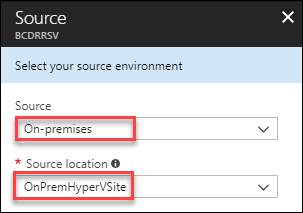 Source
BCDRRSV
Select your source environment
Source
On-premises
* Source location
OnPremHyperVSite